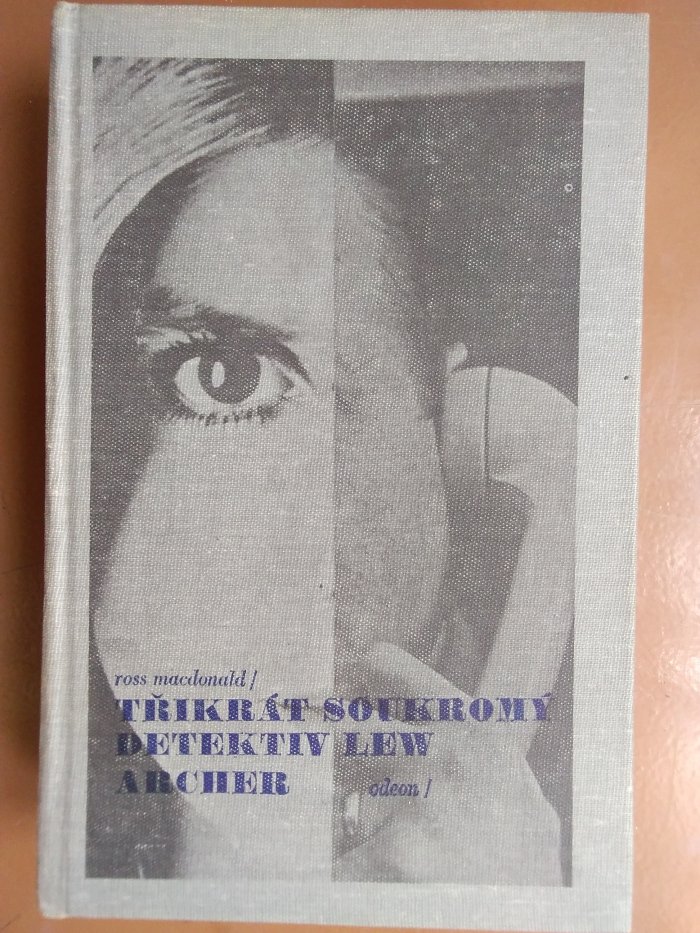 ross macdonald /
TŘIKRÁT SOUKROMÝ
DETEKTIV LEW
ARCHER
odeon /